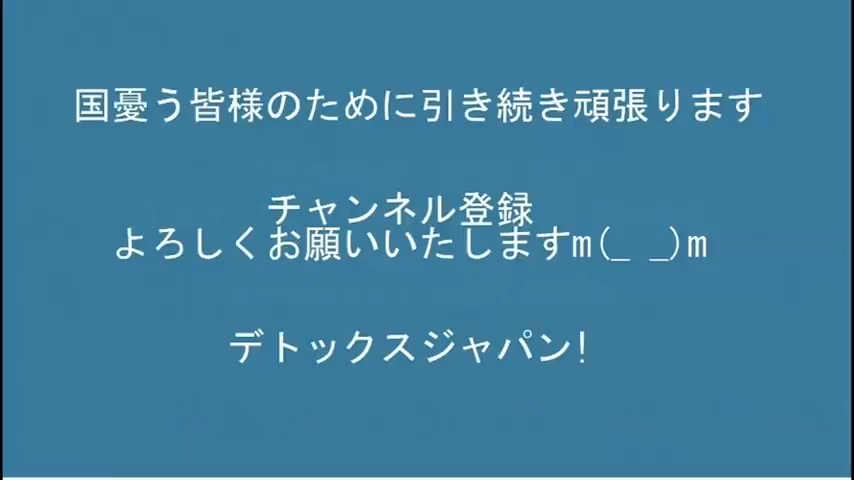 国憂う皆様のために引き続き頑張ります
チャンネル登録
よろしくお願いいたしますm(_ _)m
デトックスジャパン!